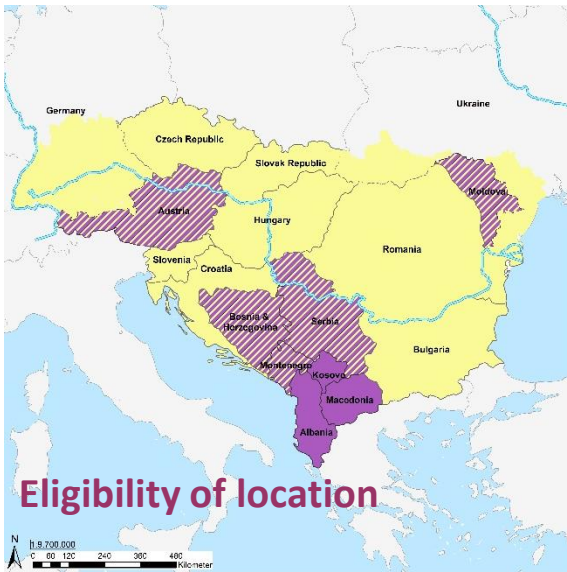 Germany
Ukraine
Czech Republic
Slovak Republic
Moldova
Austria
Hungary
Romania
Slovenia
Croatia
Bosnia &
Herzegovina
Serbia
Bulgaria
Montenegro
Kosovo
Macedonia
Albania
Eligibility of location
N
1:9.700.000
0 60 120 240 360 480
Kilometer